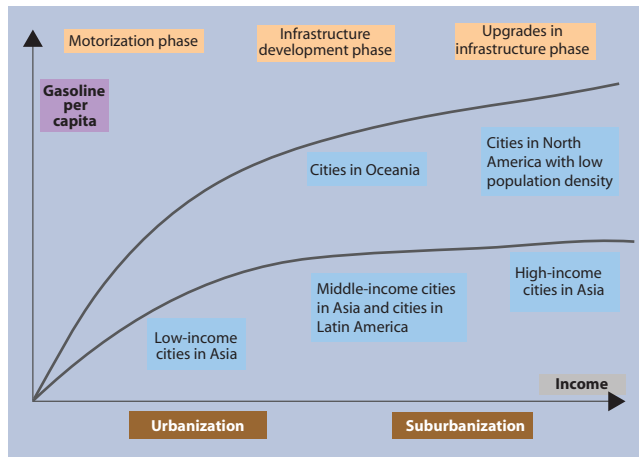 Motorization phase
Infrastructure
development phase
Upgrades in
infrastructure phase
Gasoline
per
capita
Cities in Oceania
Cities in North
America with low
population density
Low-income
cities in Asia
Middle-income cities
in Asia and cities in
Latin America
High-income
cities in Asia
Income
Urbanization
Suburbanization